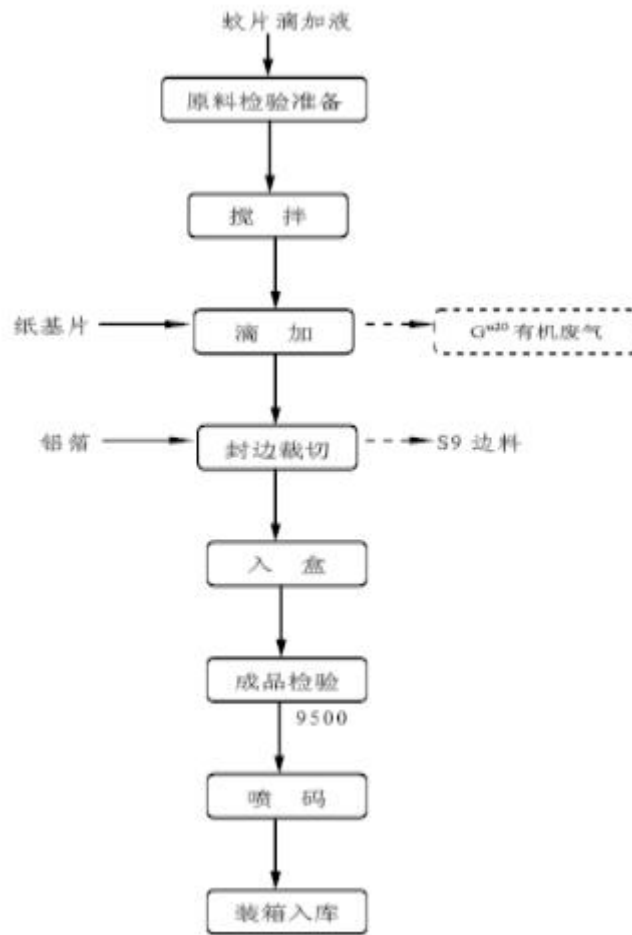 蚊片滴加液
原料检验准备
搅 拌
纸基片
滴 加
Gᵘ²⁰ 有机废气
铝箔
封边裁切
S9 边料
入 盒
成品检验
9500
喷 码
装箱入库